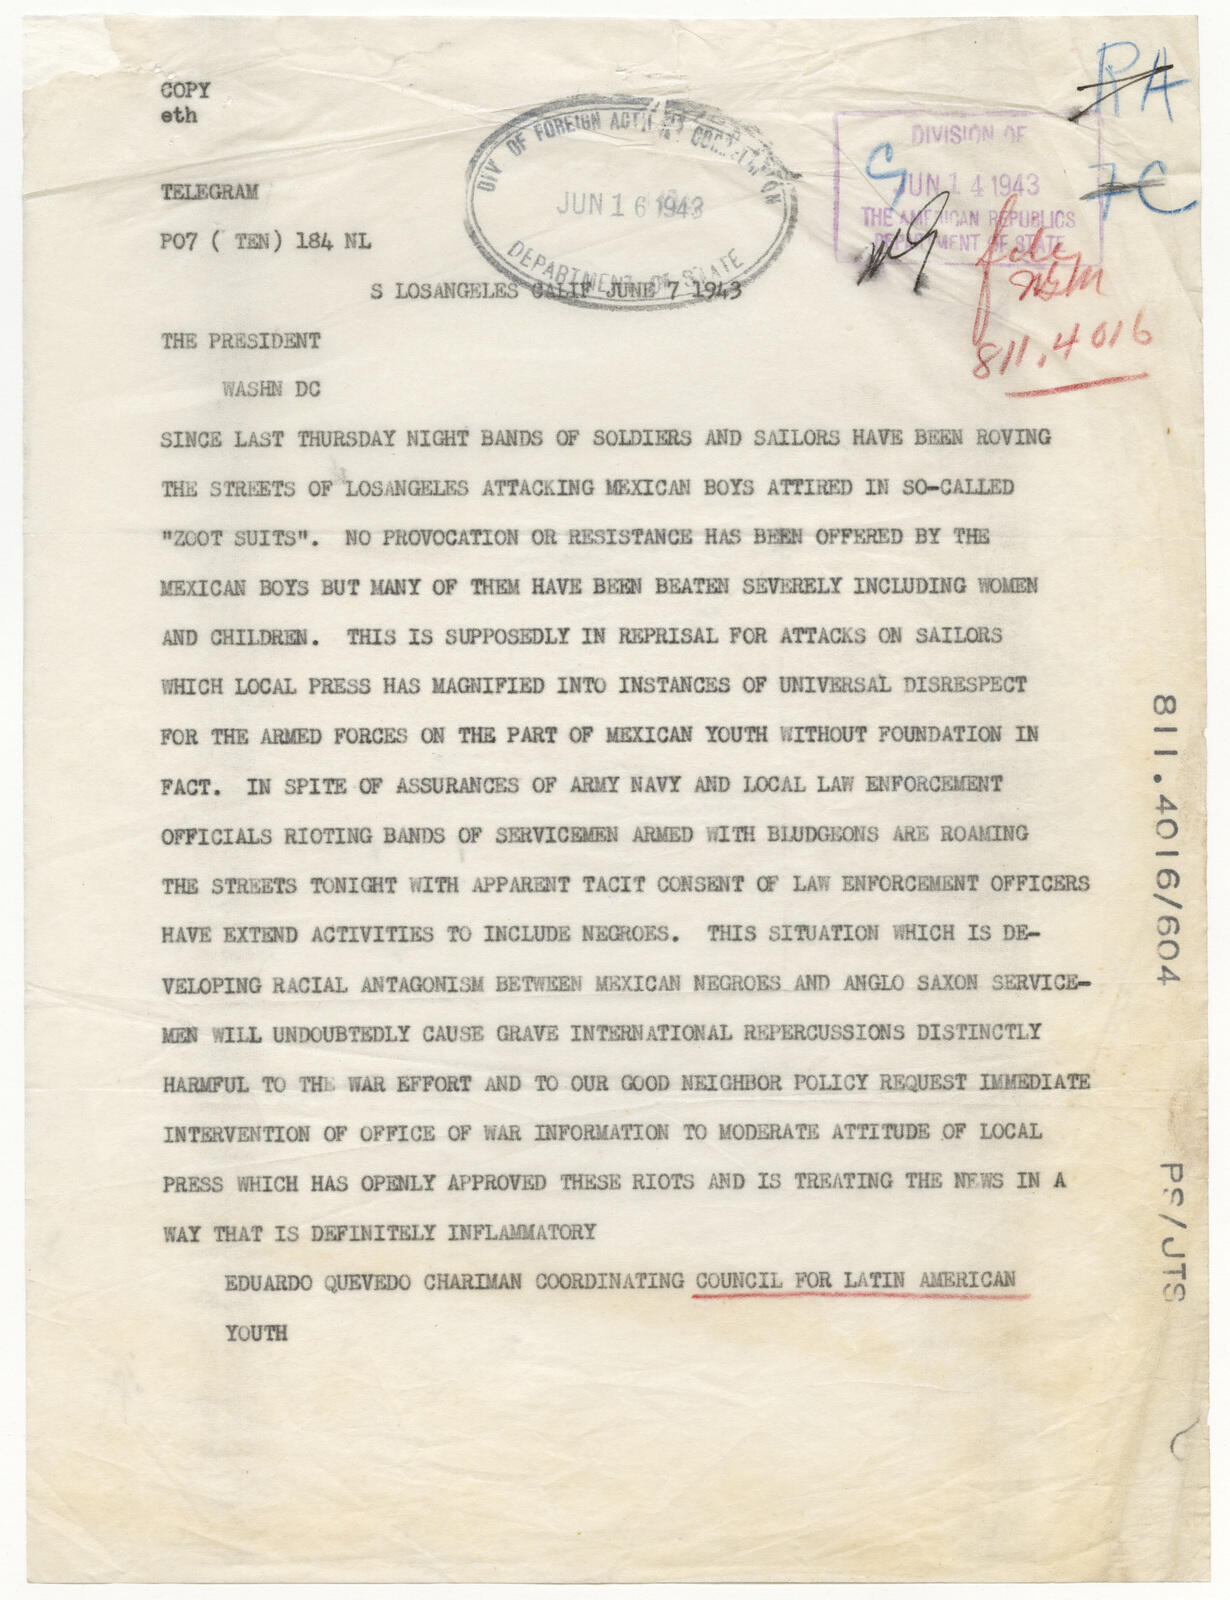 COPY
eth
DIV. OF FOREIGN
JUN 16 1943
DEPARTMENT OF STATE
DIVISION OF
JUN 14 1943
THE AMERICAN REPUBLICS
DEPARTMENT OF STATE
RA
7C
file
811.4016
TELEGRAM
PO7 ( TEN) 184 NL
S LOSANGELES CALIF JUNE 7 1943
THE PRESIDENT
WASHN DC
SINCE LAST THURSDAY NIGHT BANDS OF SOLDIERS AND SAILORS HAVE BEEN ROVING
THE STREETS OF LOSANGELES ATTACKING MEXICAN BOYS ATTIRED IN SO-CALLED
"ZOOT SUITS". NO PROVOCATION OR RESISTANCE HAS BEEN OFFERED BY THE
MEXICAN BOYS BUT MANY OF THEM HAVE BEEN BEATEN SEVERELY INCLUDING WOMEN
AND CHILDREN. THIS IS SUPPOSEDLY IN REPRISAL FOR ATTACKS ON SAILORS
WHICH LOCAL PRESS HAS MAGNIFIED INTO INSTANCES OF UNIVERSAL DISRESPECT
FOR THE ARMED FORCES ON THE PART OF MEXICAN YOUTH WITHOUT FOUNDATION IN
FACT. IN SPITE OF ASSURANCES OF ARMY NAVY AND LOCAL LAW ENFORCEMENT
OFFICIALS RIOTING BANDS OF SERVICEMEN ARMED WITH BLUDGEONS ARE ROAMING
THE STREETS TONIGHT WITH APPARENT TACIT CONSENT OF LAW ENFORCEMENT OFFICERS
HAVE EXTEND ACTIVITIES TO INCLUDE NEGROES. THIS SITUATION WHICH IS DE-
VELOPING RACIAL ANTAGONISM BETWEEN MEXICAN NEGROES AND ANGLO SAXON SERVICE-
MEN WILL UNDOUBTEDLY CAUSE GRAVE INTERNATIONAL REPERCUSSIONS DISTINCTLY
HARMFUL TO THE WAR EFFORT AND TO OUR GOOD NEIGHBOR POLICY REQUEST IMMEDIATE
INTERVENTION OF OFFICE OF WAR INFORMATION TO MODERATE ATTITUDE OF LOCAL
PRESS WHICH HAS OPENLY APPROVED THESE RIOTS AND IS TREATING THE NEWS IN A
WAY THAT IS DEFINITELY INFLAMMATORY
EDUARDO QUEVEDO CHARIMAN COORDINATING COUNCIL FOR LATIN AMERICAN
YOUTH
811.4016/604
PS/JTS